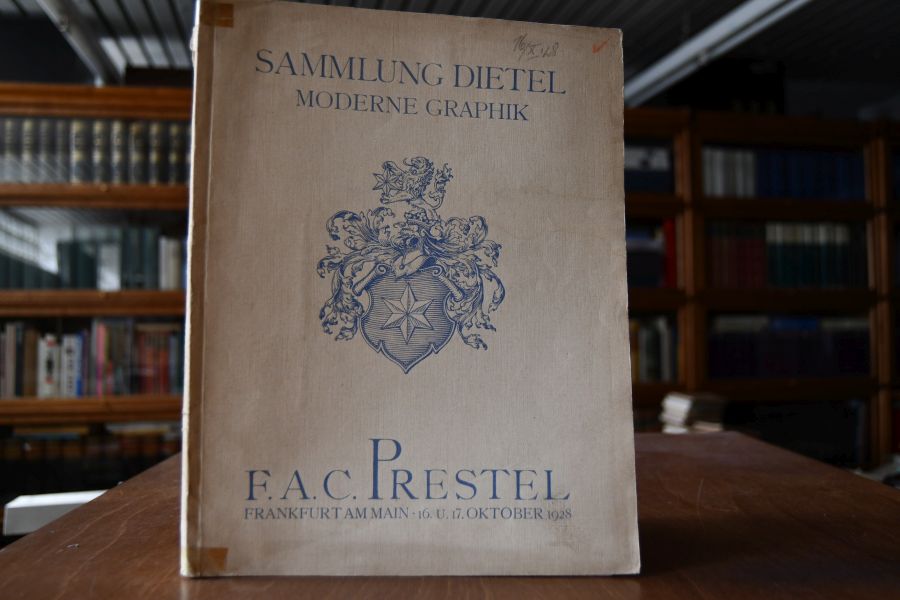 SAMMLUNG DIETEL
MODERNE GRAPHIK
F.A.C. PRESTEL
FRANKFURT AM MAIN · 16. U. 17. OKTOBER 1928